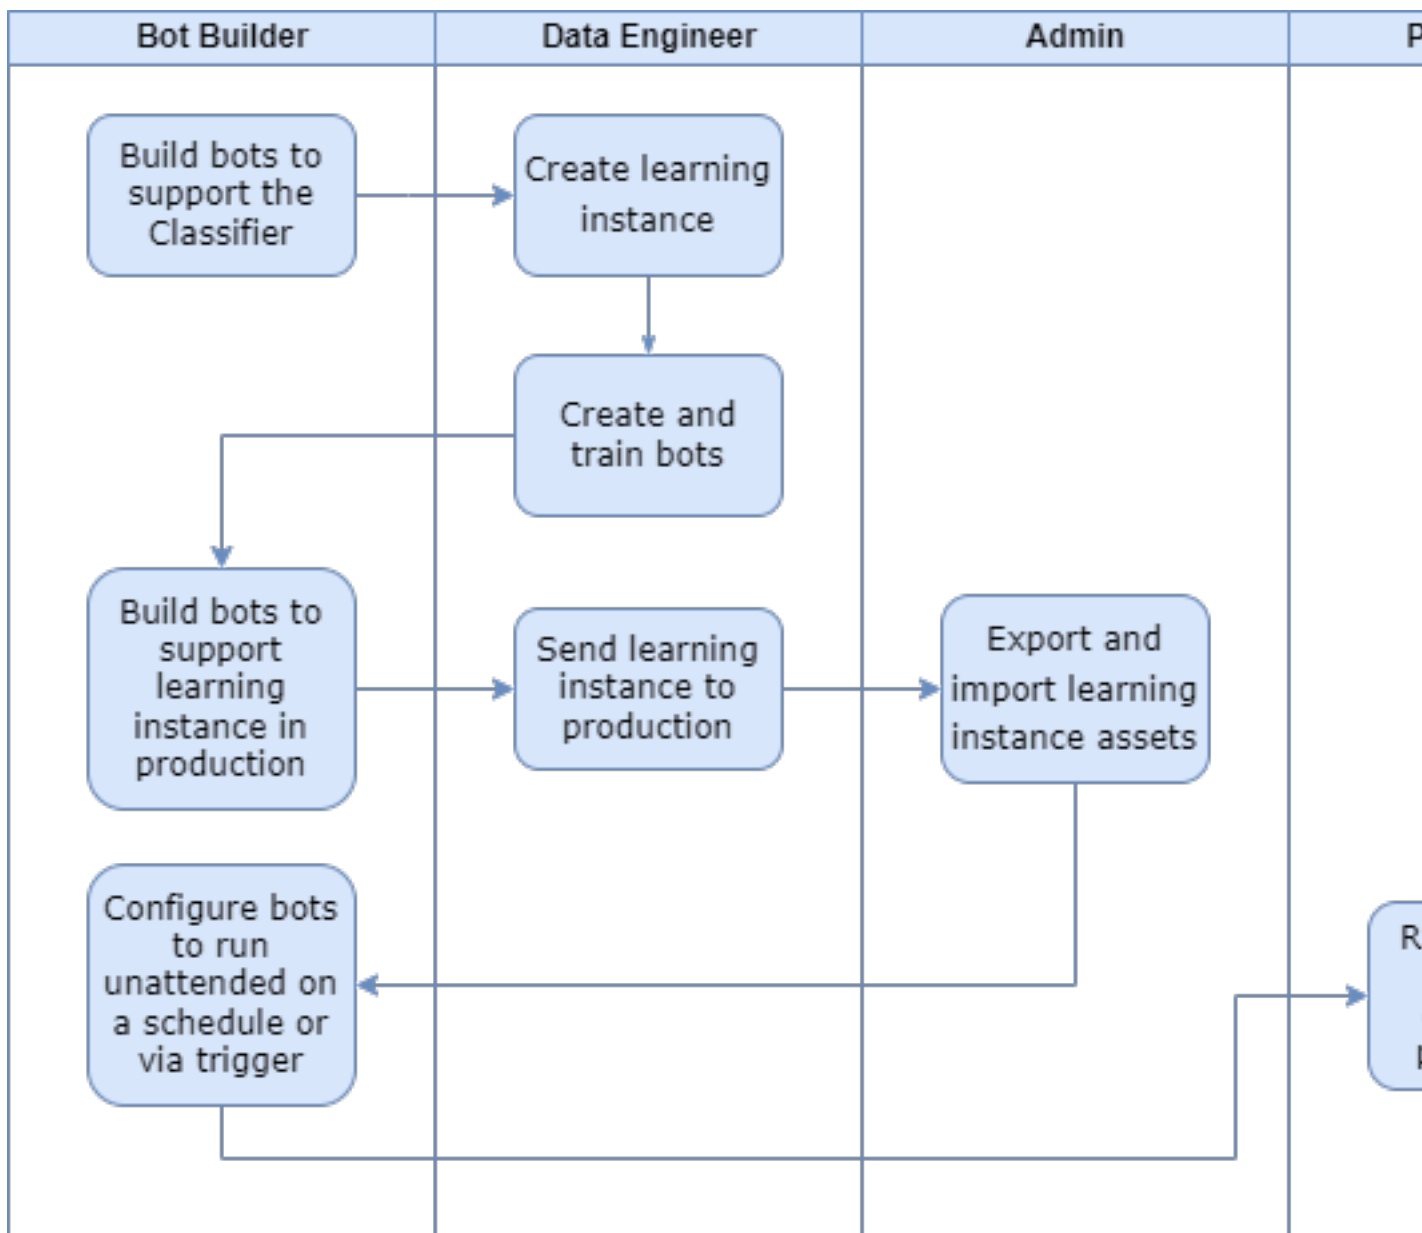 Bot Builder
Data Engineer
Admin
Build bots to
support the
Classifier
Create learning
instance
Create and
train bots
Build bots to
support
learning
instance in
production
Send learning
instance to
production
Export and
import learning
instance assets
Configure bots
to run
unattended on
a schedule or
via trigger